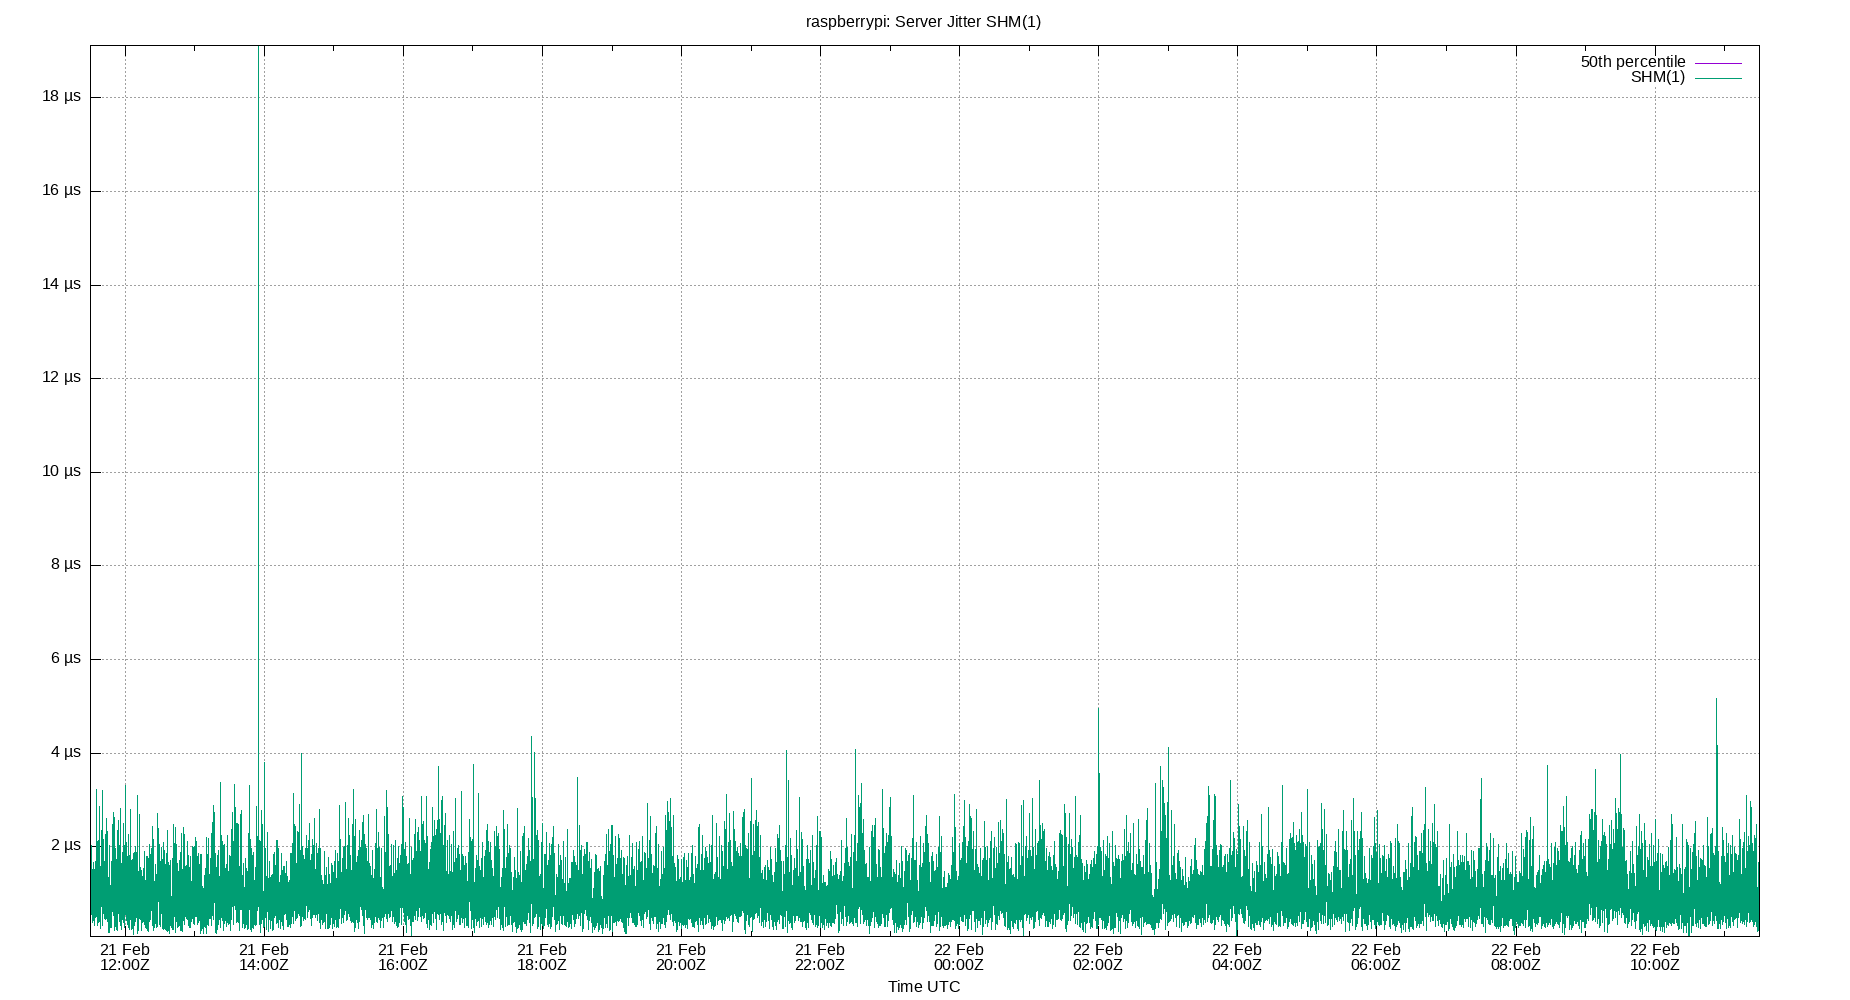 raspberrypi: Server Jitter SHM(1)
50th percentile
SHM(1)
18 µs
16 µs
14 µs
12 µs
10 µs
8 µs
6 µs
4 µs
2 µs
21 Feb 21 Feb 21 Feb 21 Feb 21 Feb 21 Feb 22 Feb 22 Feb 22 Feb 22 Feb 22 Feb 22 Feb
12:00Z 14:00Z 16:00Z 18:00Z 20:00Z 22:00Z 00:00Z 02:00Z 04:00Z 06:00Z 08:00Z 10:00Z
Time UTC